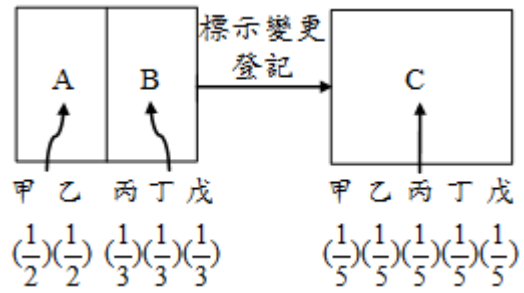 標示變更
登記
A B C
甲 乙 丙 丁 戊 甲 乙 丙 丁 戊
(1/2)(1/2) (1/3)(1/3)(1/3) (1/5)(1/5)(1/5)(1/5)(1/5)